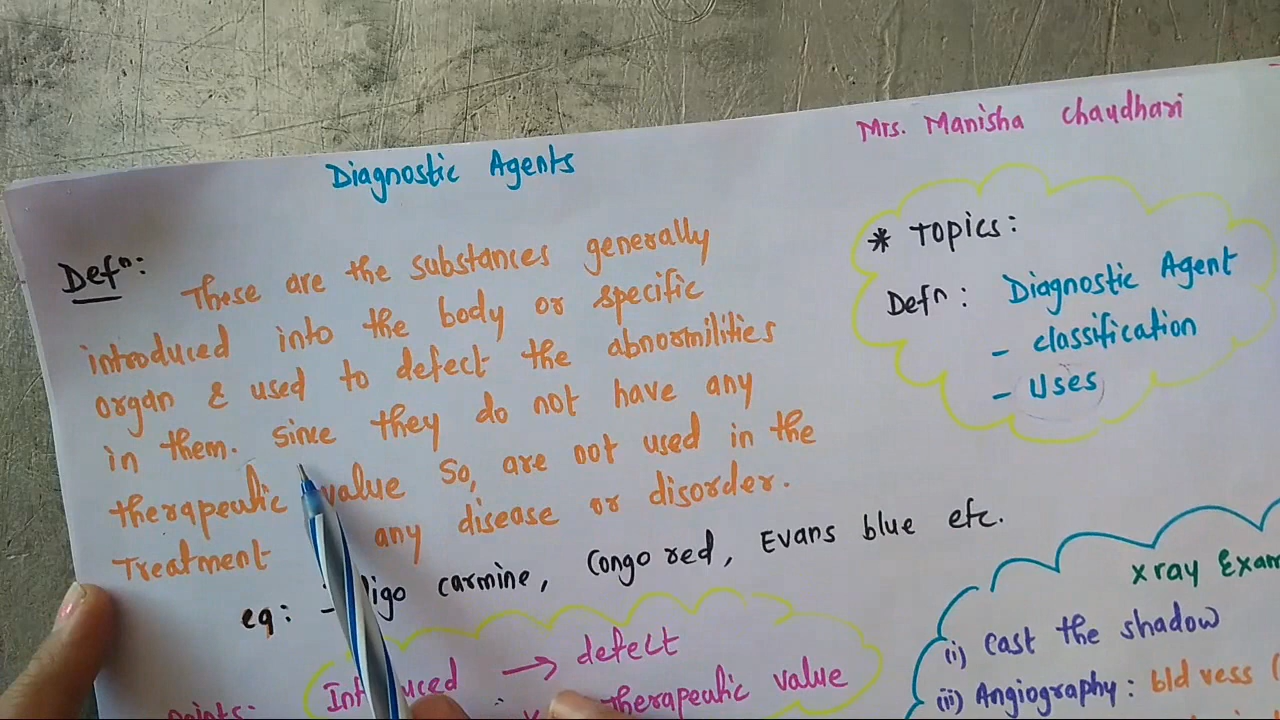 Mrs. Manisha chaudhari
Diagnostic Agents
Defn:
These are the substances generally
introduced into the body or specific
organ & used to defect the abnormilities
in them. since they do not have any
therapeutic value so, are not used in the
Treatment any disease or disorder.
eg: carmine, Congo red, Evans blue etc.
* Topics:
Defn: Diagnostic Agent
- classification
- Uses
→ defect
therapeutic value
points:
xray Exam
(i) cast the shadow
(ii) Angiography: bld vess (